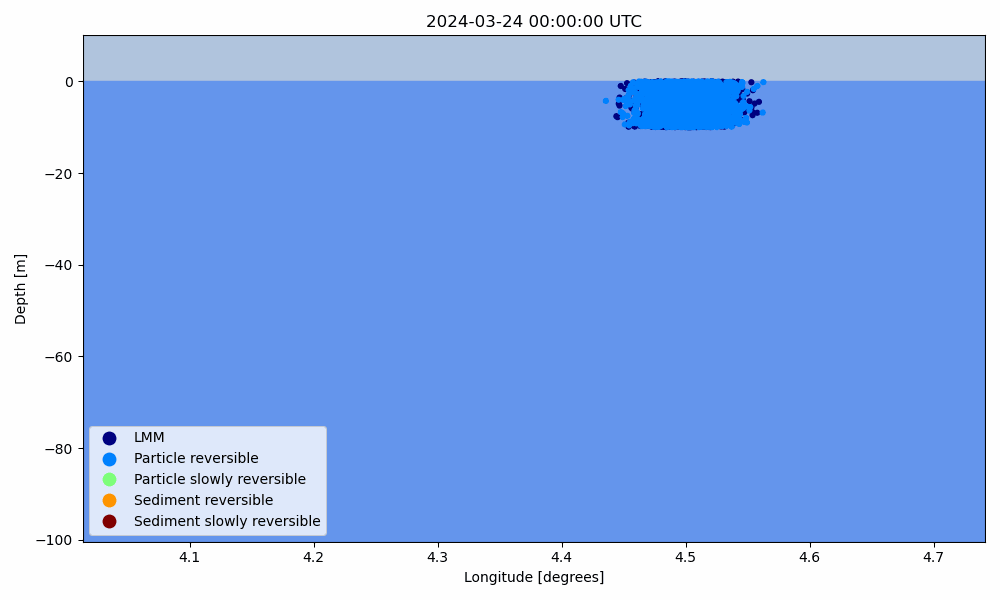 2024-03-24 00:00:00 UTC
0
−20
−40
−60
−80
−100
Depth [m]
LMM
Particle reversible
Particle slowly reversible
Sediment reversible
Sediment slowly reversible
4.1 4.2 4.3 4.4 4.5 4.6 4.7
Longitude [degrees]